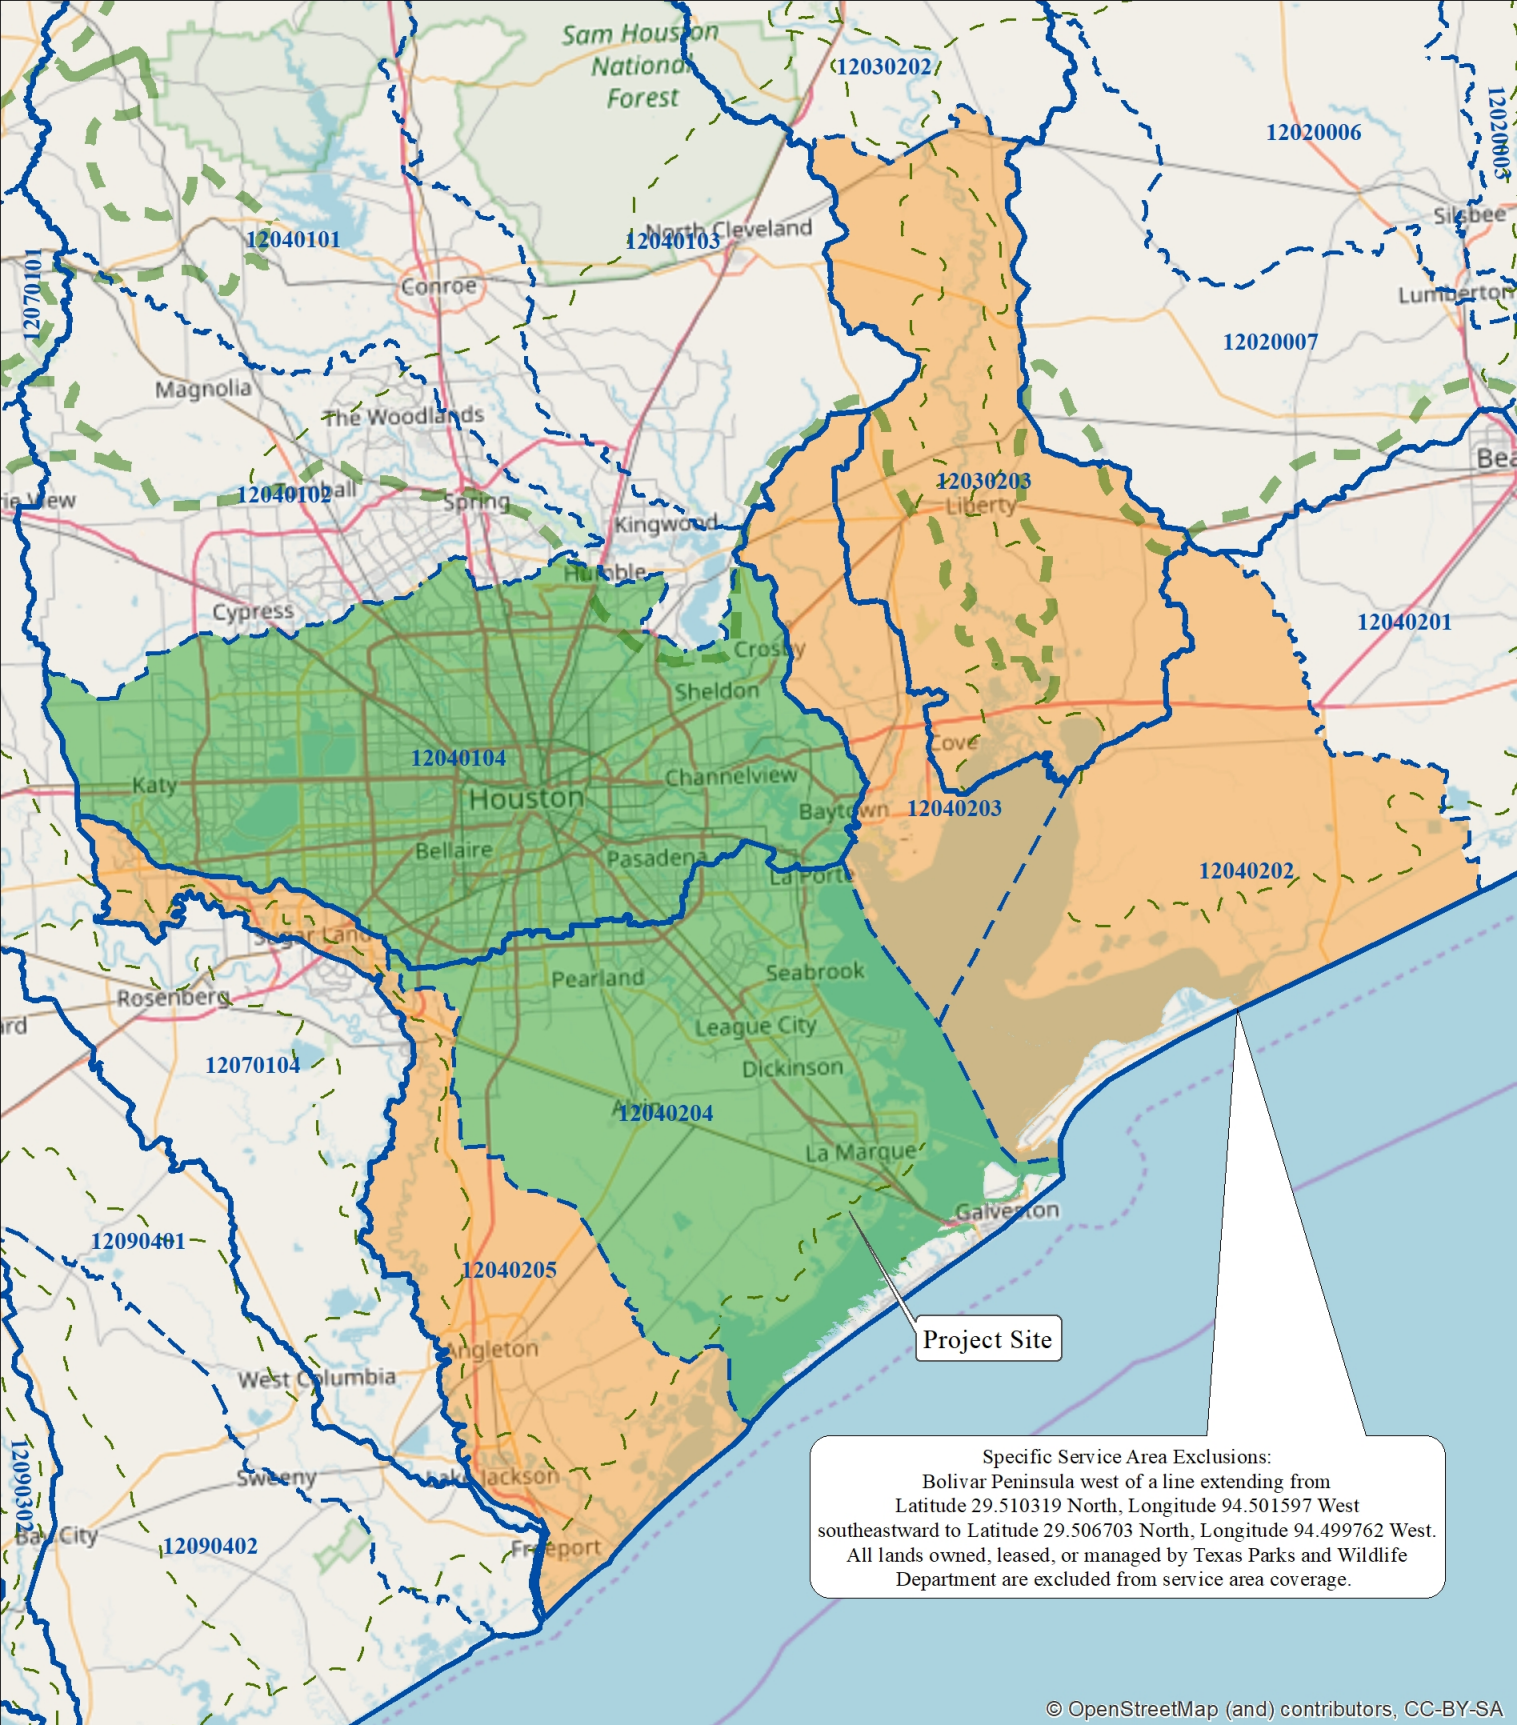 Sam Houston
National
Forest
12030202
12020006
12020003
Silsbee
North Cleveland
12040103
12040101
12070101
Conroe
Lumberton
12020007
Magnolia
The Woodlands
12030203
Liberty
12040102
Spring
Kingwood
Humble
Cypress
12040201
Crosby
Sheldon
Cove
12040104
Channelview
Katy
Houston
Baytown
12040203
Bellaire
Pasadena
La Porte
12040202
Sugar Land
Pearland
Seabrook
Rosenberg
League City
12070104
Dickinson
12040204
La Marque
Galveston
12090401
12040205
Project Site
Angleton
West Columbia
Sweeny
Lake Jackson
12090302
Bay City
12090402
Freeport
Specific Service Area Exclusions:
Bolivar Peninsula west of a line extending from
Latitude 29.510319 North, Longitude 94.501597 West
southeastward to Latitude 29.506703 North, Longitude 94.499762 West.
All lands owned, leased, or managed by Texas Parks and Wildlife
Department are excluded from service area coverage.
© OpenStreetMap (and) contributors, CC-BY-SA